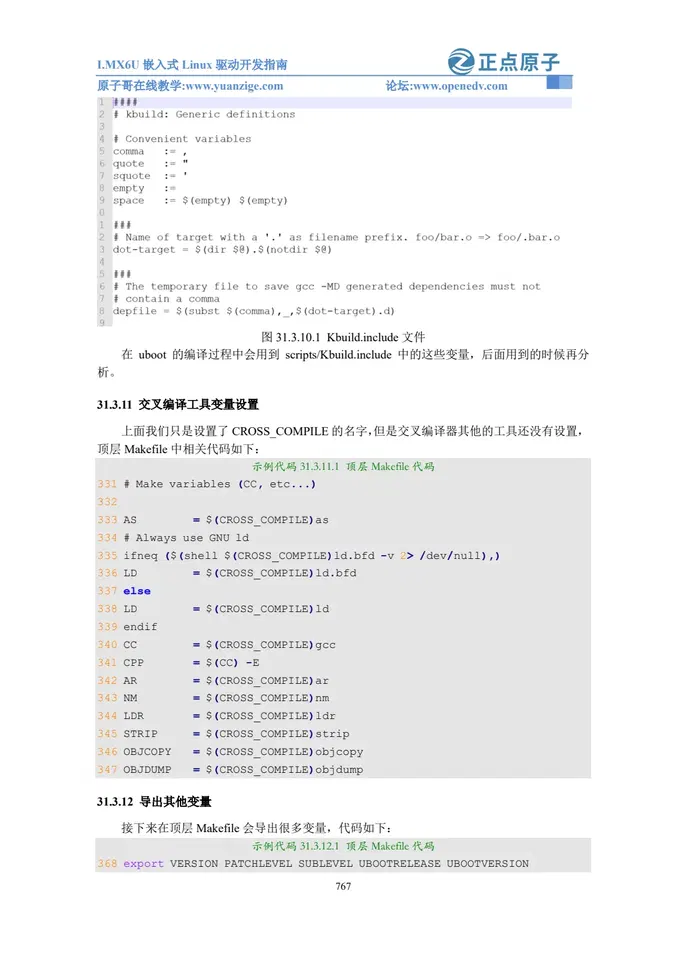 I.MX6U 嵌入式 Linux 驱动开发指南
正点原子
原子哥在线教学:www.yuanzige.com 论坛:www.openedv.com
1 ####
2 # kbuild: Generic definitions
3
4 # Convenient variables
5 comma := ,
6 quote := "
7 squote := '
8 empty :=
9 space := $(empty) $(empty)
0
1 ###
2 # Name of target with a '.' as filename prefix. foo/bar.o => foo/.bar.o
3 dot-target = $(dir $@).$(notdir $@)
4
5 ###
6 # The temporary file to save gcc -MD generated dependencies must not
7 # contain a comma
8 depfile = $(subst $(comma),_,$(dot-target).d)
9
图 31.3.10.1 Kbuild.include 文件
在 uboot 的编译过程中会用到 scripts/Kbuild.include 中的这些变量，后面用到的时候再分
析。
31.3.11 交叉编译工具变量设置
上面我们只是设置了 CROSS_COMPILE 的名字，但是交叉编译器其他的工具还没有设置，
顶层 Makefile 中相关代码如下：
示例代码 31.3.11.1 顶层 Makefile 代码
331 # Make variables (CC, etc...)
332
333 AS = $(CROSS_COMPILE)as
334 # Always use GNU ld
335 ifneq ($(shell $(CROSS_COMPILE)ld.bfd -v 2> /dev/null),)
336 LD = $(CROSS_COMPILE)ld.bfd
337 else
338 LD = $(CROSS_COMPILE)ld
339 endif
340 CC = $(CROSS_COMPILE)gcc
341 CPP = $(CC) -E
342 AR = $(CROSS_COMPILE)ar
343 NM = $(CROSS_COMPILE)nm
344 LDR = $(CROSS_COMPILE)ldr
345 STRIP = $(CROSS_COMPILE)strip
346 OBJCOPY = $(CROSS_COMPILE)objcopy
347 OBJDUMP = $(CROSS_COMPILE)objdump
31.3.12 导出其他变量
接下来在顶层 Makefile 会导出很多变量，代码如下：
示例代码 31.3.12.1 顶层 Makefile 代码
368 export VERSION PATCHLEVEL SUBLEVEL UBOOTRELEASE UBOOTVERSION
767